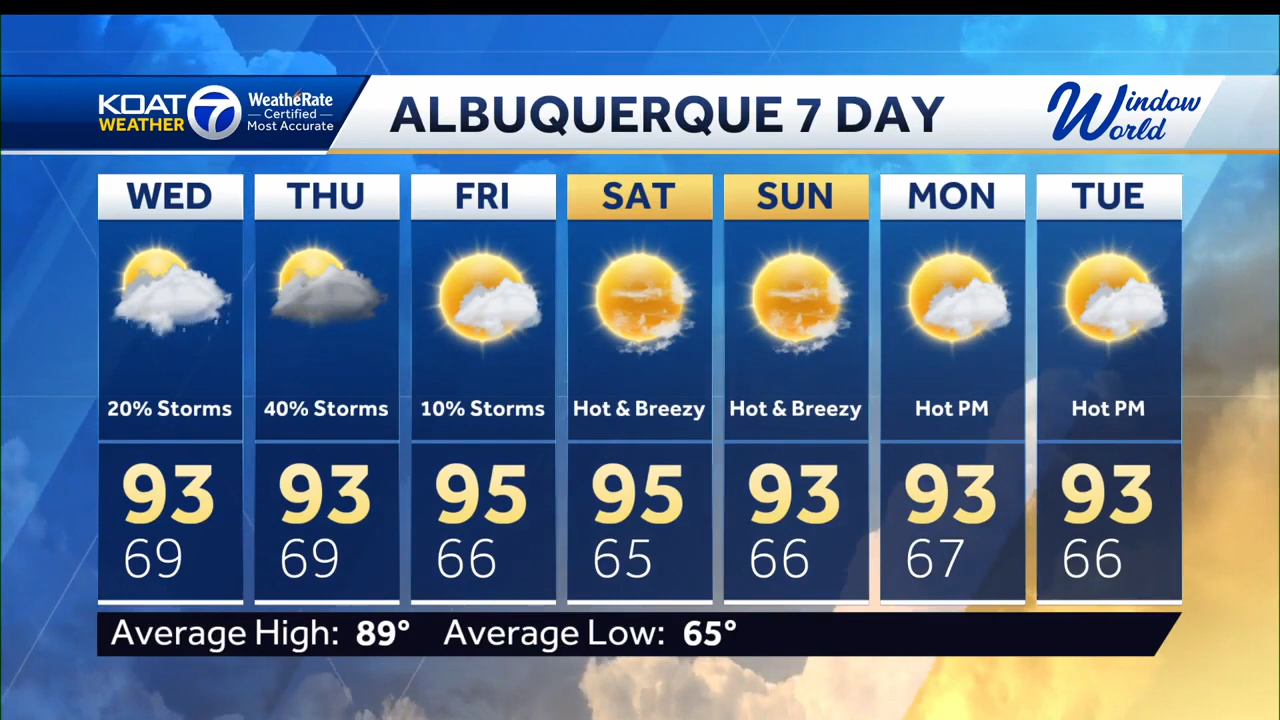 KOAT
WEATHER
7
WeatheRate
Certified
Most Accurate
ALBUQUERQUE 7 DAY
Window
World
WED THU FRI SAT SUN MON TUE
20% Storms 40% Storms 10% Storms Hot & Breezy Hot & Breezy Hot PM Hot PM
93 93 95 95 93 93 93
69 69 66 65 66 67 66
Average High: 89° Average Low: 65°